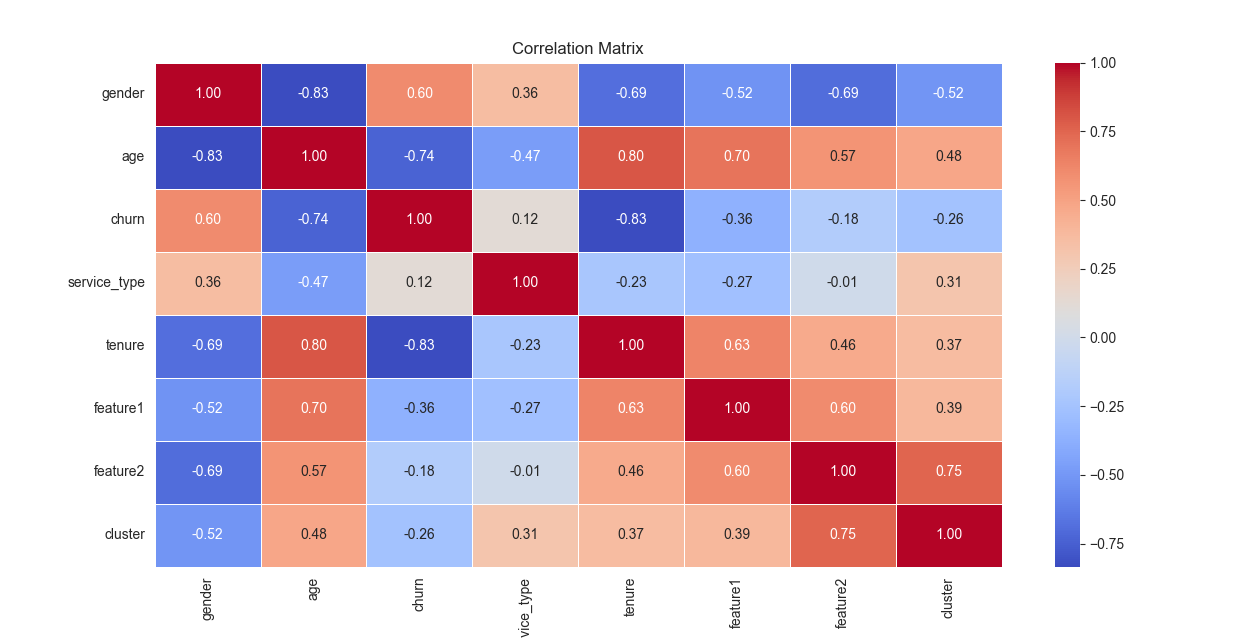 Correlation Matrix
gender 1.00 -0.83 0.60 0.36 -0.69 -0.52 -0.69 -0.52
age -0.83 1.00 -0.74 -0.47 0.80 0.70 0.57 0.48
churn 0.60 -0.74 1.00 0.12 -0.83 -0.36 -0.18 -0.26
service_type 0.36 -0.47 0.12 1.00 -0.23 -0.27 -0.01 0.31
tenure -0.69 0.80 -0.83 -0.23 1.00 0.63 0.46 0.37
feature1 -0.52 0.70 -0.36 -0.27 0.63 1.00 0.60 0.39
feature2 -0.69 0.57 -0.18 -0.01 0.46 0.60 1.00 0.75
cluster -0.52 0.48 -0.26 0.31 0.37 0.39 0.75 1.00
gender
age
churn
vice_type
tenure
feature1
feature2
cluster
1.00
0.75
0.50
0.25
0.00
−0.25
−0.50
−0.75